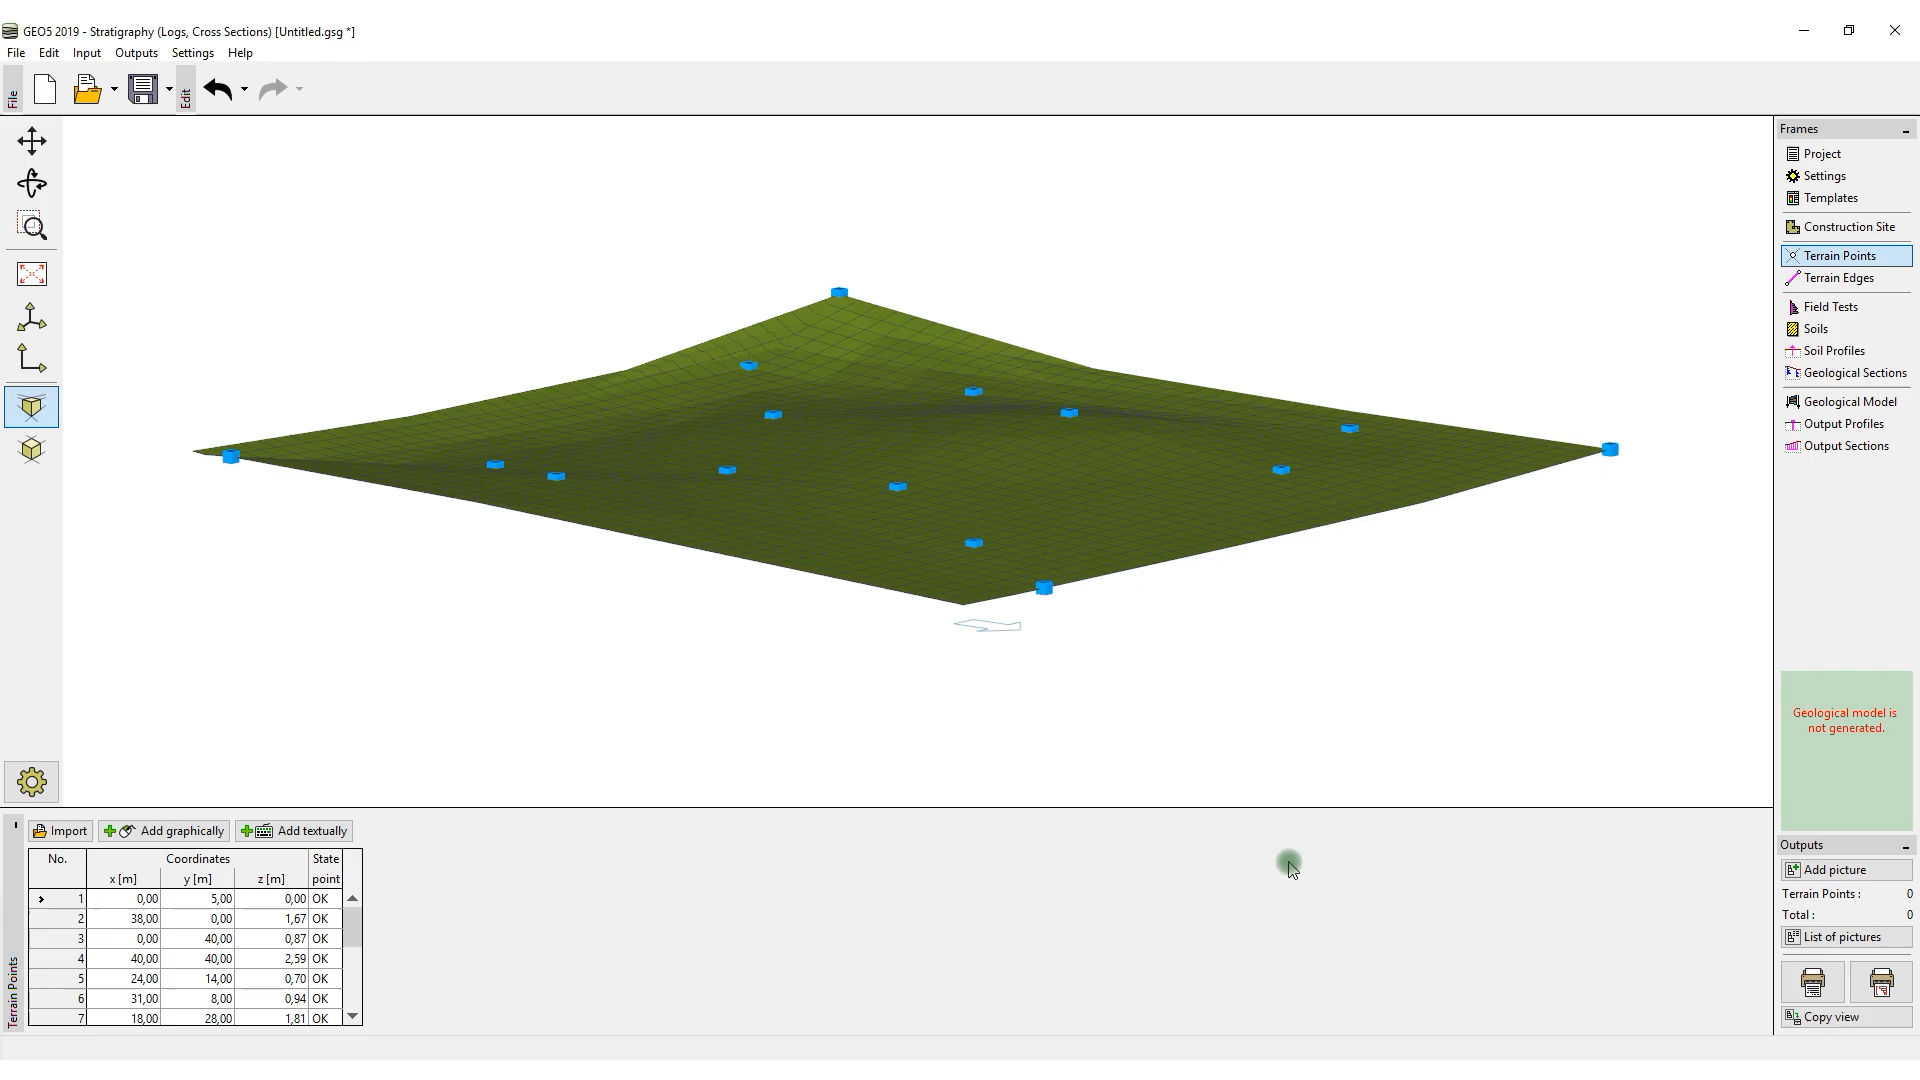 GEO5 2019 - Stratigraphy (Logs, Cross Sections) [Untitled.gsg *]
File Edit Input Outputs Settings Help
File
Edit
Frames
Project
Settings
Templates
Construction Site
Terrain Points
Terrain Edges
Field Tests
Soils
Soil Profiles
Geological Sections
Geological Model
Output Profiles
Output Sections
Geological model is
not generated.
Import Add graphically Add textually
No. Coordinates State
x [m] y [m] z [m] point
1 0,00 5,00 0,00 OK
2 38,00 0,00 1,67 OK
3 0,00 40,00 0,87 OK
4 40,00 40,00 2,59 OK
5 24,00 14,00 0,70 OK
6 31,00 8,00 0,94 OK
7 18,00 28,00 1,81 OK
Terrain Points
Outputs
Add picture
Terrain Points : 0
Total : 0
List of pictures
Copy view